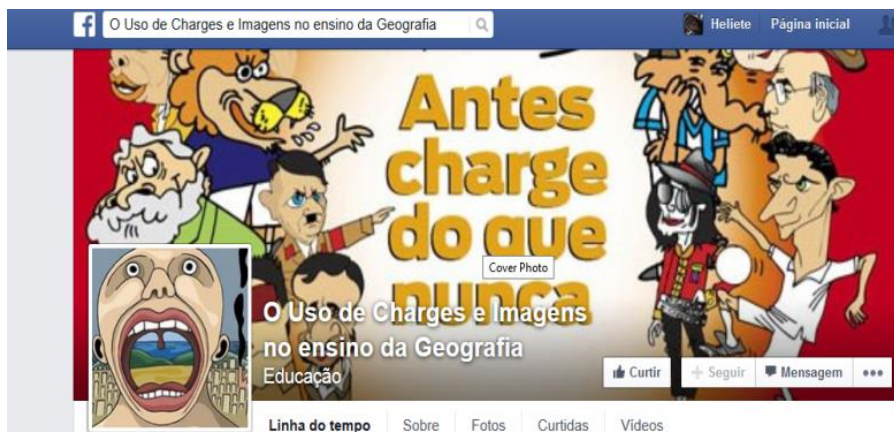 O Uso de Charges e Imagens no ensino da Geografia
Heliete Página inicial
Antes
charge
do que
nunca
Cover Photo
O Uso de Charges e Imagens
no ensino da Geografia
Educação
Curtir Seguir Mensagem
Linha do tempo Sobre Fotos Curtidas Vídeos